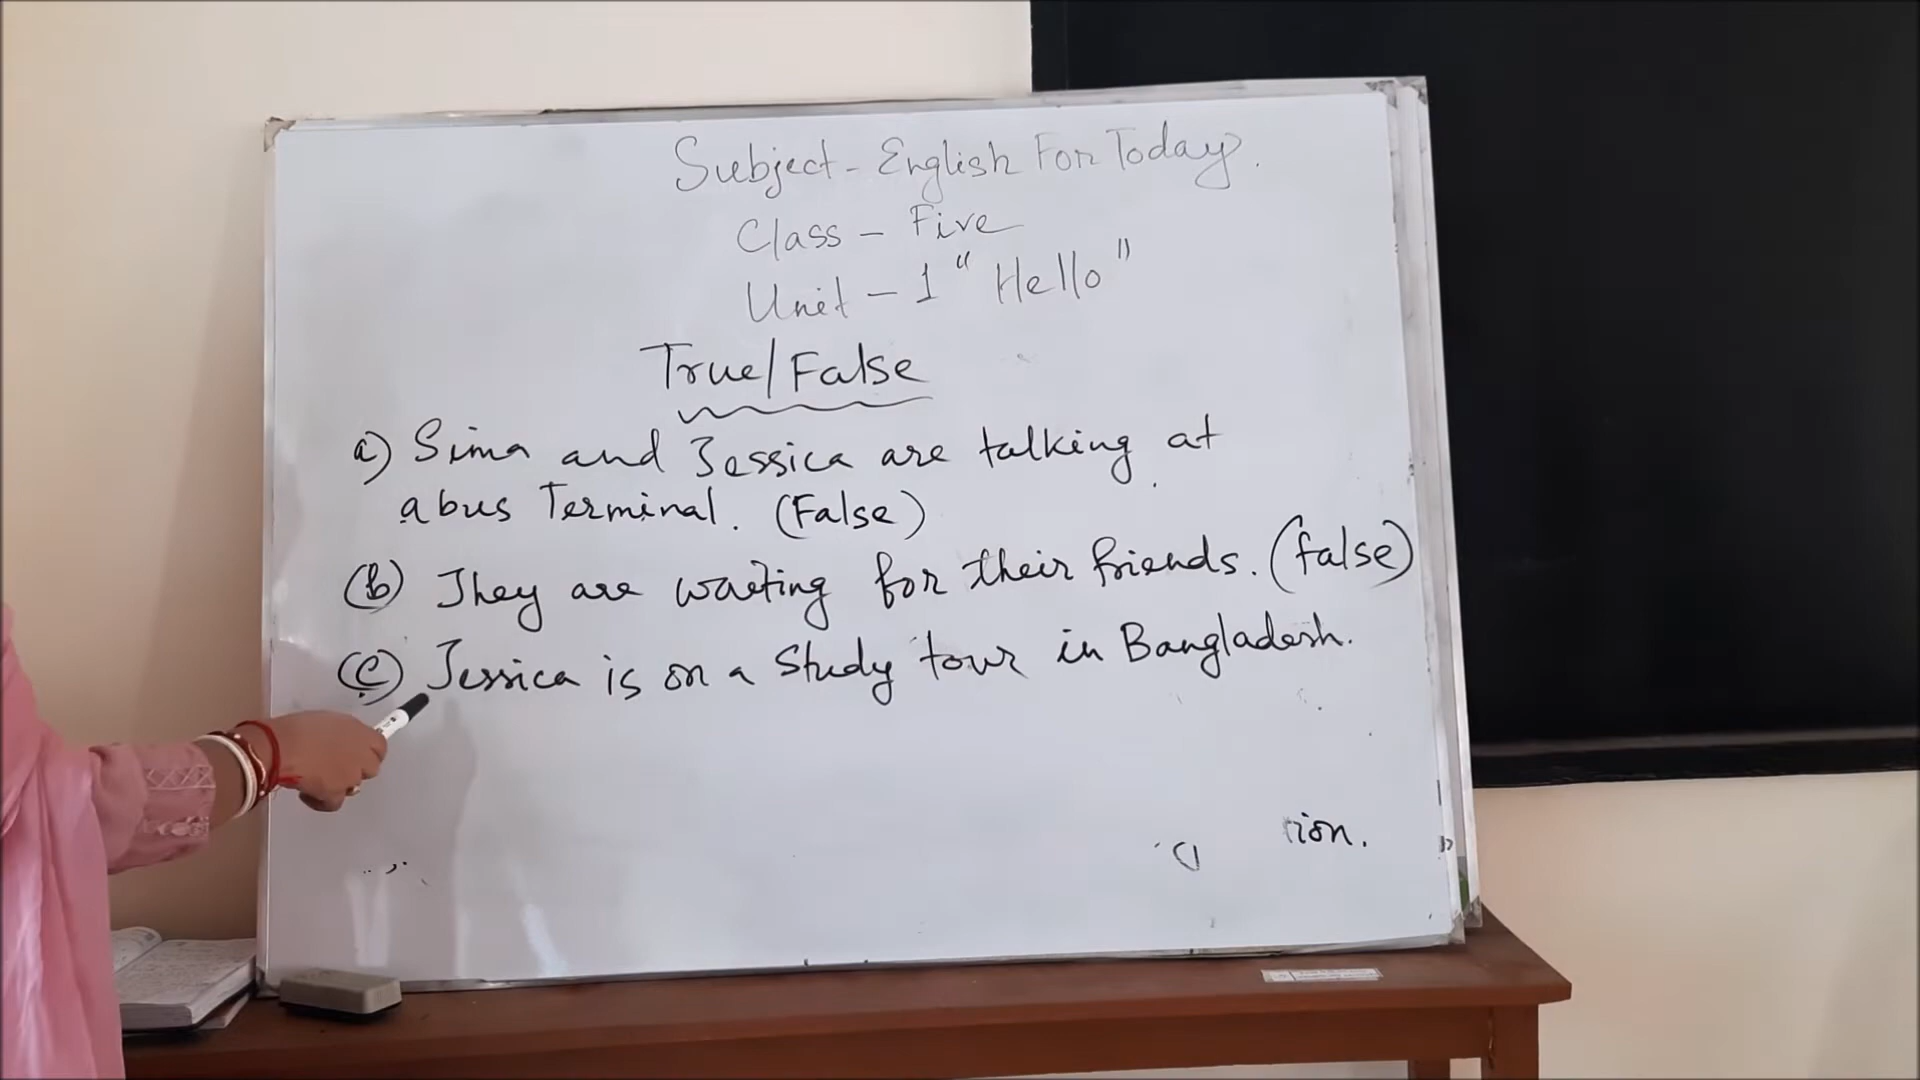 Subject - English For Today.
Class - Five
Unit - 1 "Hello"
True/False
a) Sima and Jessica are talking at
a bus Terminal. (False)
(b) They are waiting for their friends. (false)
(c) Jessica is on a Study tour in Bangladesh.
tion.